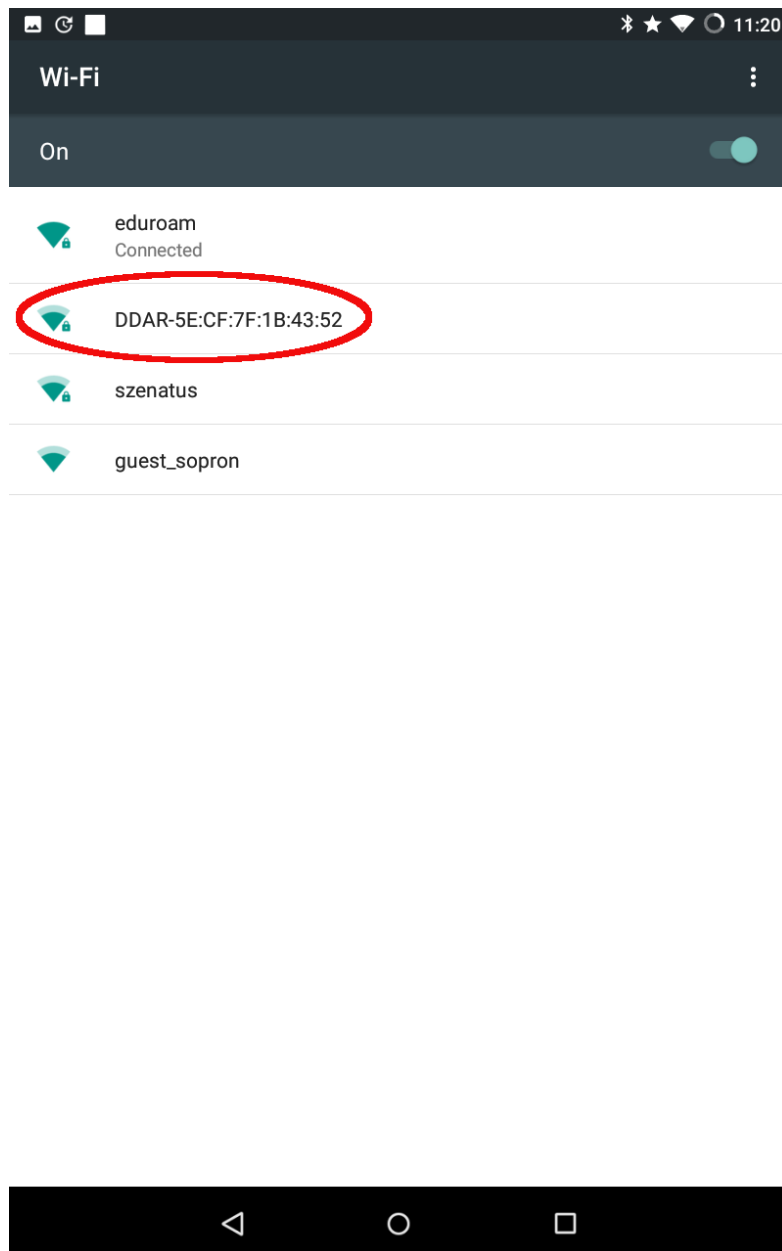 11:20
Wi-Fi
On
eduroam
Connected
DDAR-5E:CF:7F:1B:43:52
szenatus
guest_sopron